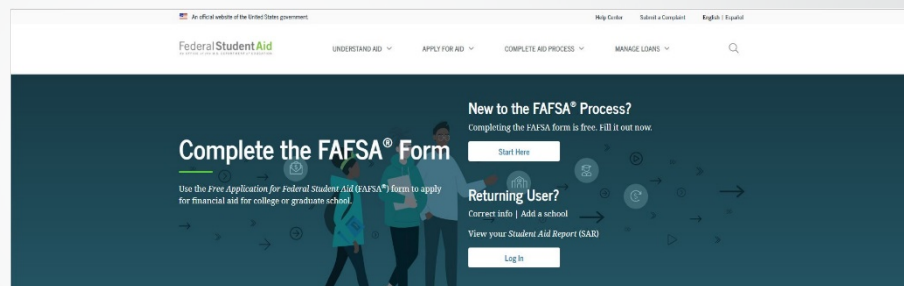 An official website of the United States government.
Help Center Submit a Complaint English | Español
Federal Student Aid
UNDERSTAND AID APPLY FOR AID COMPLETE AID PROCESS MANAGE LOANS
Complete the FAFSA® Form
Use the Free Application for Federal Student Aid (FAFSA®) form to apply
for financial aid for college or graduate school.
New to the FAFSA® Process?
Completing the FAFSA form is free. Fill it out now.
Start Here
Returning User?
Correct info | Add a school
View your Student Aid Report (SAR)
Log In